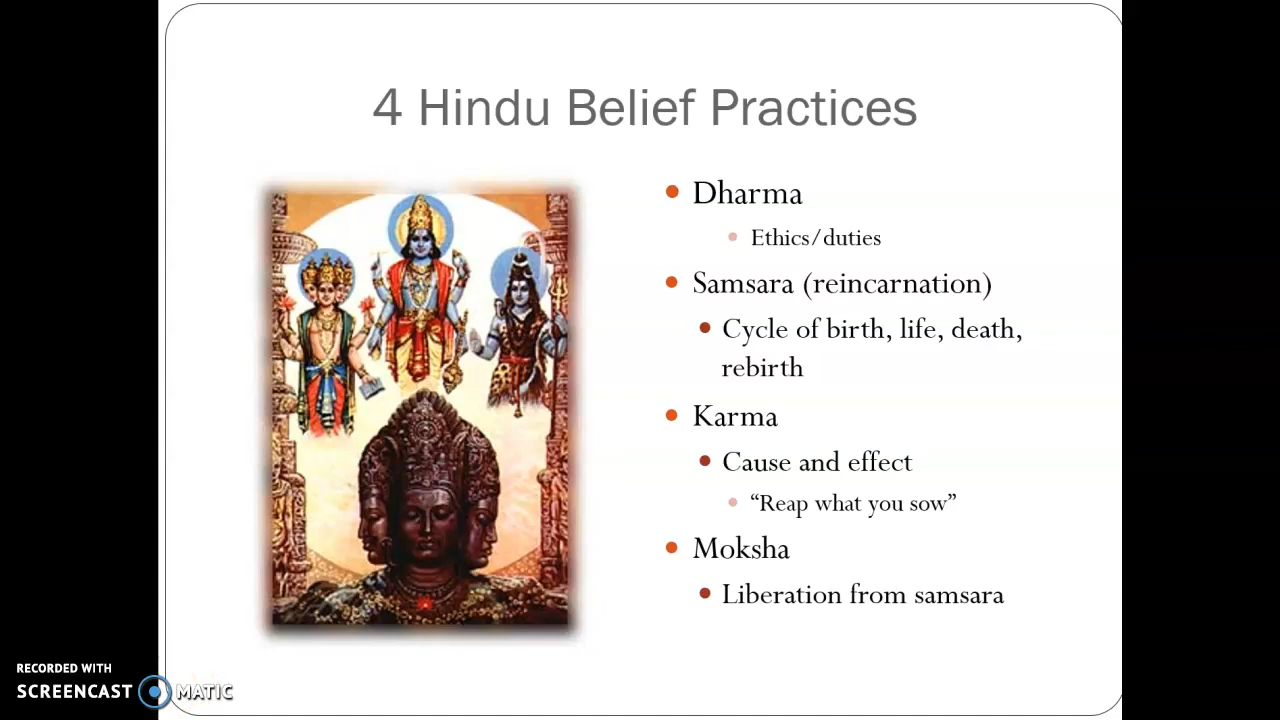 4 Hindu Belief Practices
Dharma
Ethics/duties
Samsara (reincarnation)
Cycle of birth, life, death,
rebirth
Karma
Cause and effect
“Reap what you sow”
Moksha
Liberation from samsara
RECORDED WITH
SCREENCAST MATIC